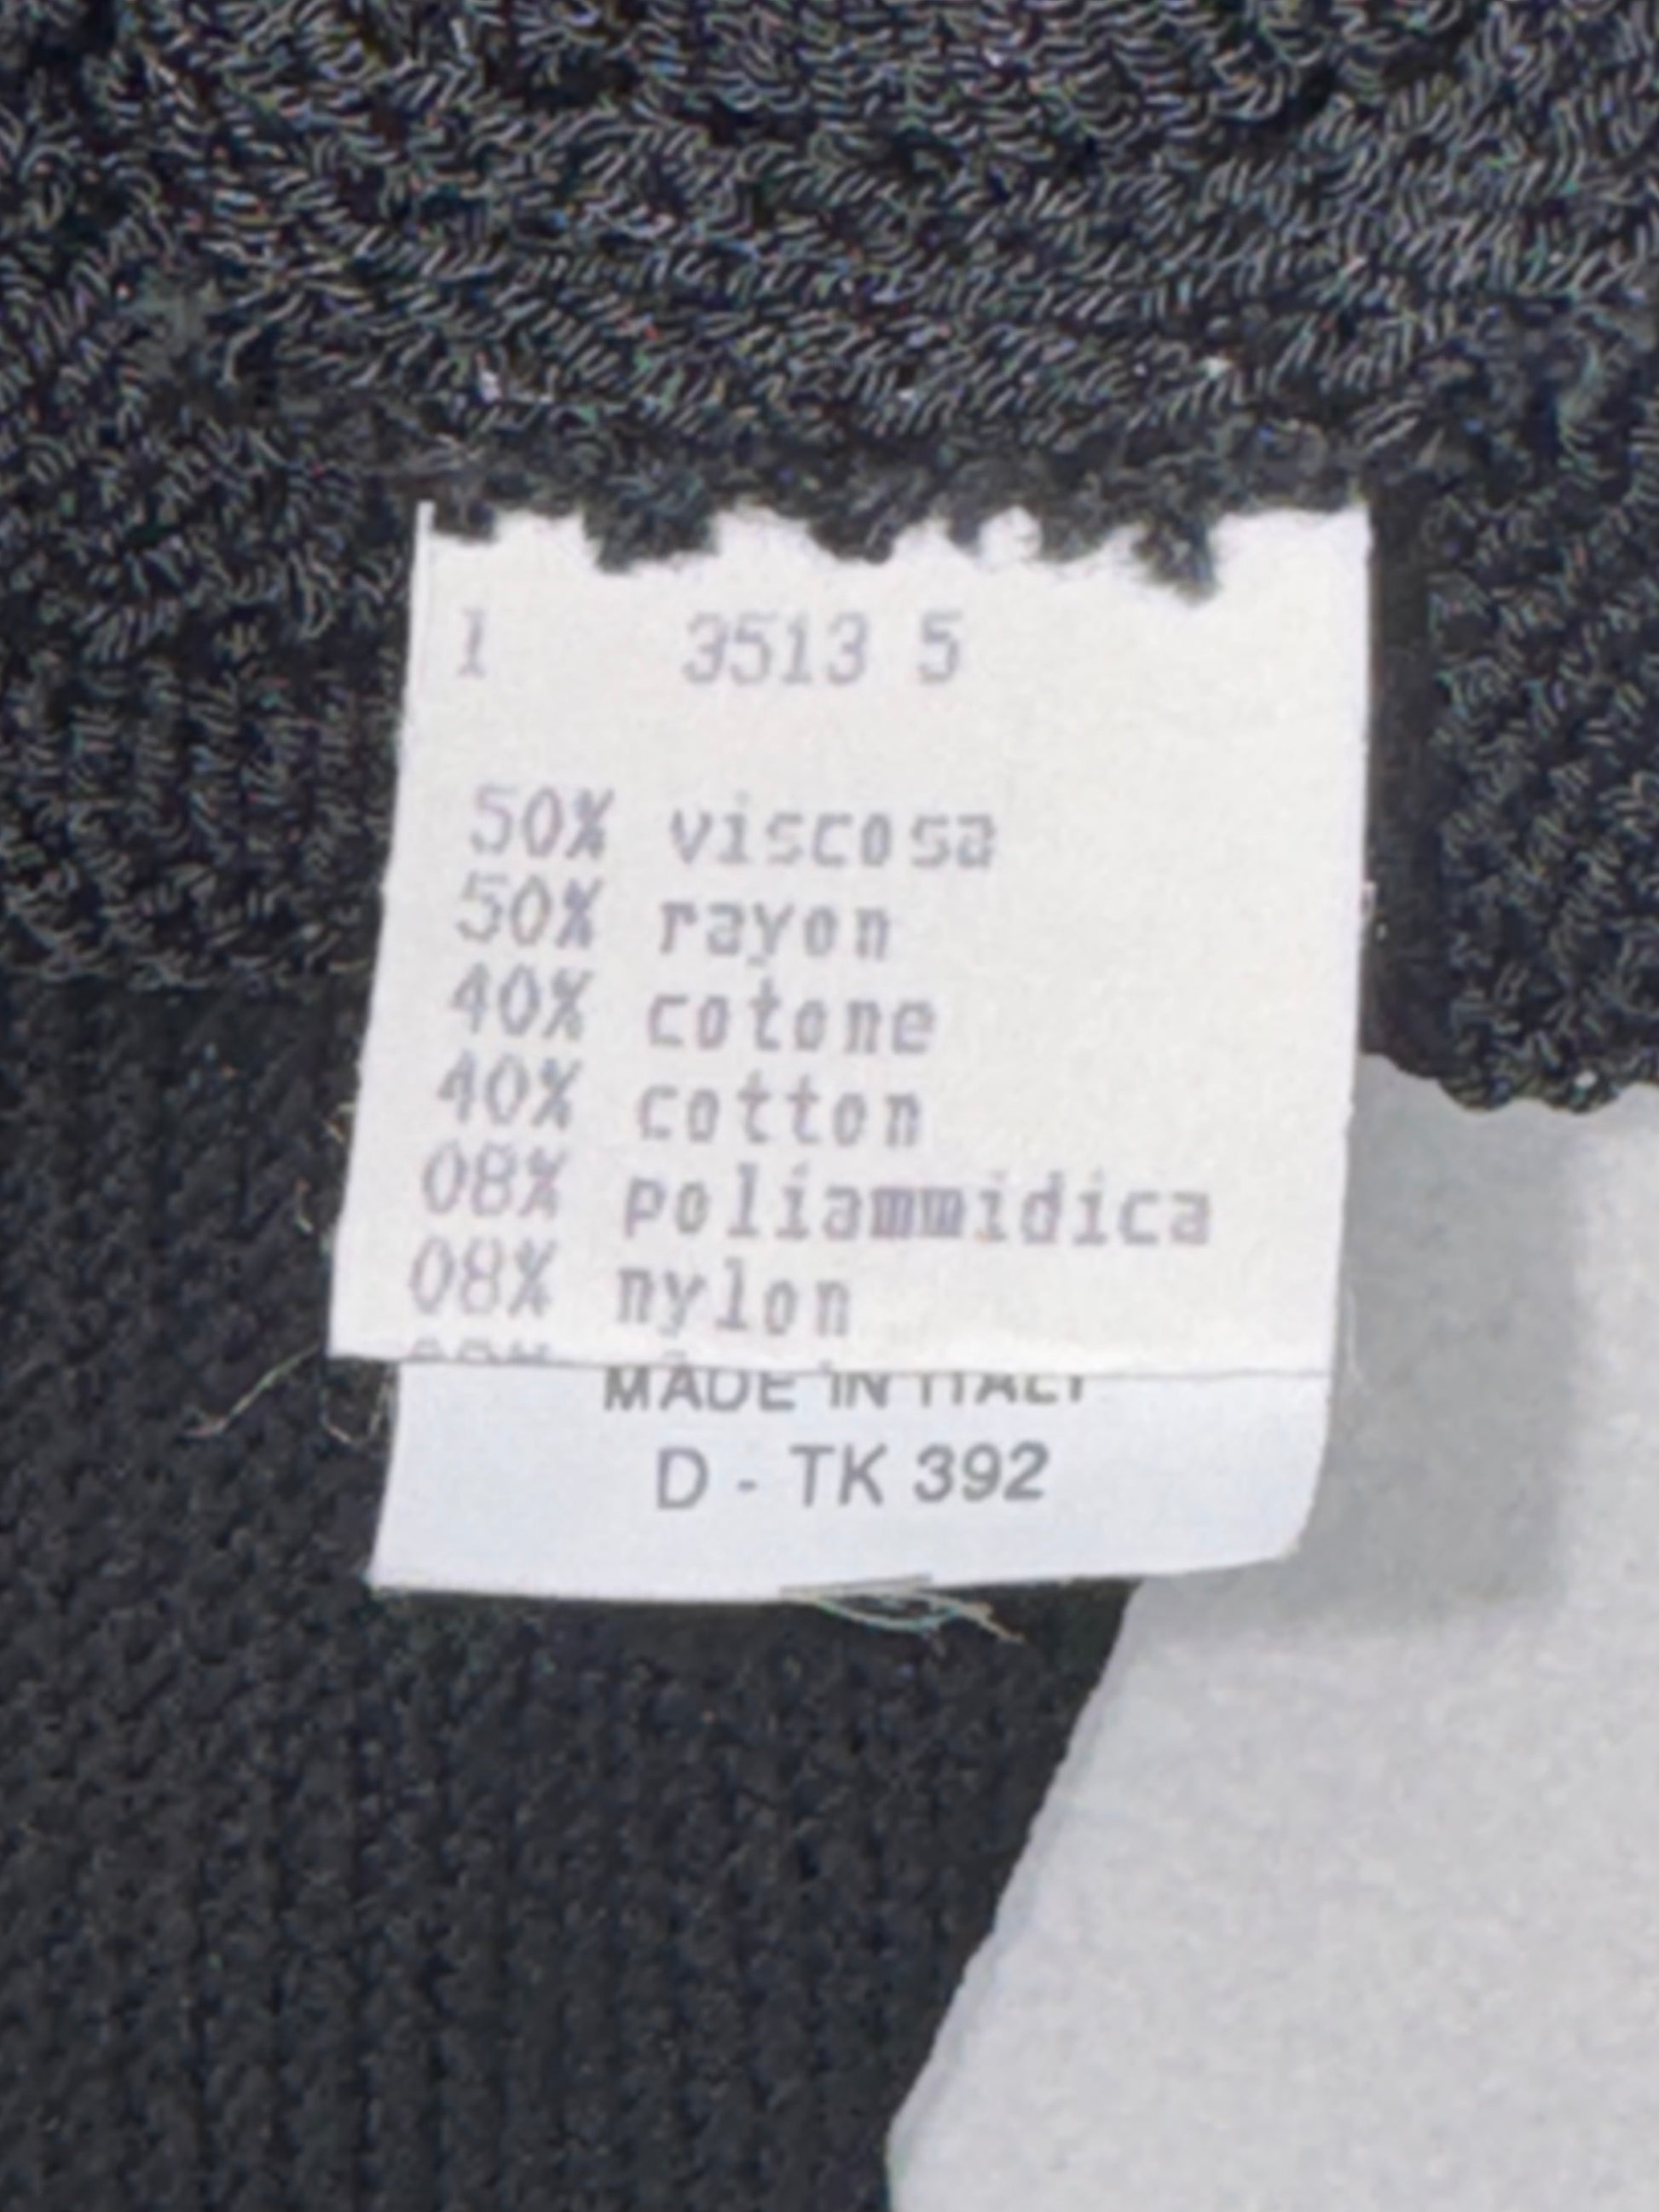 1 3513 5
50% viscosa
50% rayon
40% cotone
40% cotton
08% poliammidica
08% nylon
MADE IN ITALY
D - TK 392